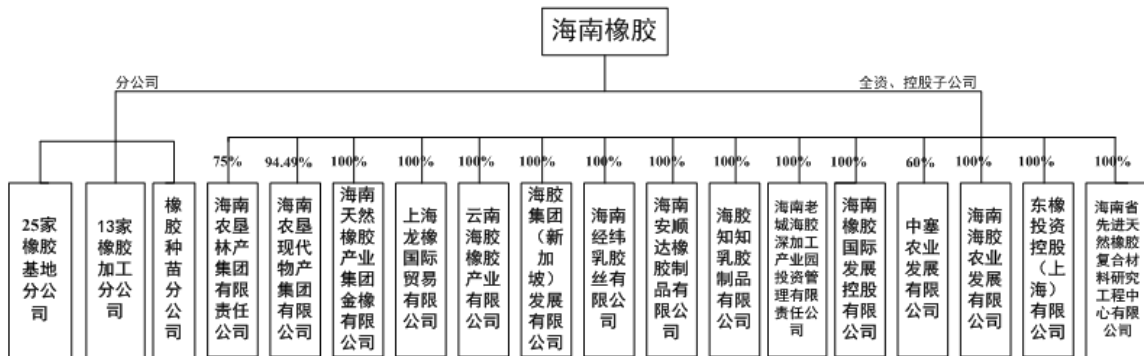 海南橡胶
分公司
全资、控股子公司
75%
94.49%
100%
100%
100%
100%
100%
100%
100%
100%
100%
60%
100%
100%
100%
25家
橡胶
基地
分公
司
13家
橡胶
加工
分公
司
橡
胶
种
苗
分
公
司
海南
农垦
林产
集团
有限
责任
公司
海南
农垦
现代
物产
集团
有限
公司
海南
天然
橡胶
产业
集团
金橡
有限
公司
上海
龙橡
国际
贸易
有限
公司
云南
海胶
橡胶
产业
有限
公司
海胶
集团
（新
加
坡）
发展
有限
公司
海南
经纬
乳胶
丝有
限公
司
海南
安顺
达橡
胶制
品有
限公
司
海胶
知知
乳胶
制品
有限
公司
海南老
城海胶
深加工
产业园
投资管
理有限
责任公
司
海南
橡胶
国际
发展
控股
有限
公司
中塞
农业
发展
有限
公司
海南
海胶
农业
发展
有限
公司
东橡
投资
控股
（上
海）
有限
公司
海南省
先进天
然橡胶
复合材
料研究
工程中
心有限
公司